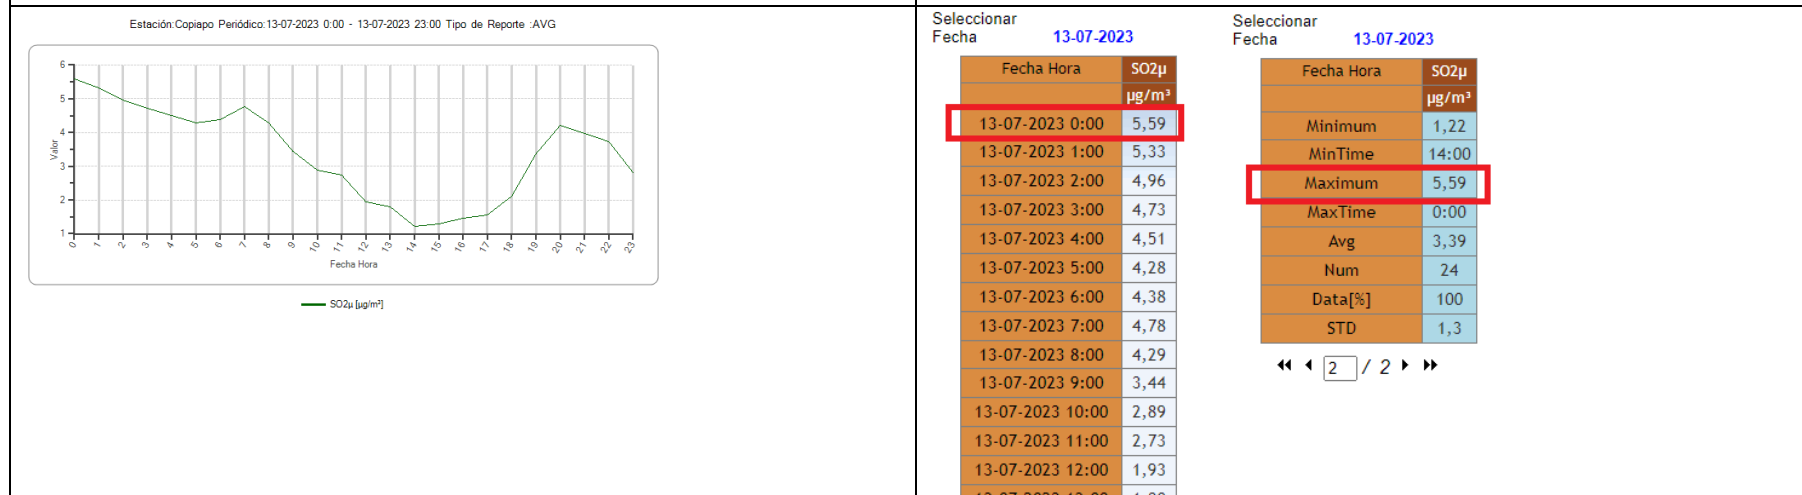 Estación:Copiapo Periódico:13-07-2023 0:00 - 13-07-2023 23:00 Tipo de Reporte :AVG
6
5
4
3
2
1
Valor
0 1 2 3 4 5 6 7 8 9 10 11 12 13 14 15 16 17 18 19 20 21 22 23
Fecha Hora
SO2µ [µg/m³]
Seleccionar
Fecha 13-07-2023
Fecha Hora SO2µ
µg/m³
13-07-2023 0:00 5,59
13-07-2023 1:00 5,33
13-07-2023 2:00 4,96
13-07-2023 3:00 4,73
13-07-2023 4:00 4,51
13-07-2023 5:00 4,28
13-07-2023 6:00 4,38
13-07-2023 7:00 4,78
13-07-2023 8:00 4,29
13-07-2023 9:00 3,44
13-07-2023 10:00 2,89
13-07-2023 11:00 2,73
13-07-2023 12:00 1,93
Seleccionar
Fecha 13-07-2023
Fecha Hora SO2µ
µg/m³
Minimum 1,22
MinTime 14:00
Maximum 5,59
MaxTime 0:00
Avg 3,39
Num 24
Data[%] 100
STD 1,3
2 / 2